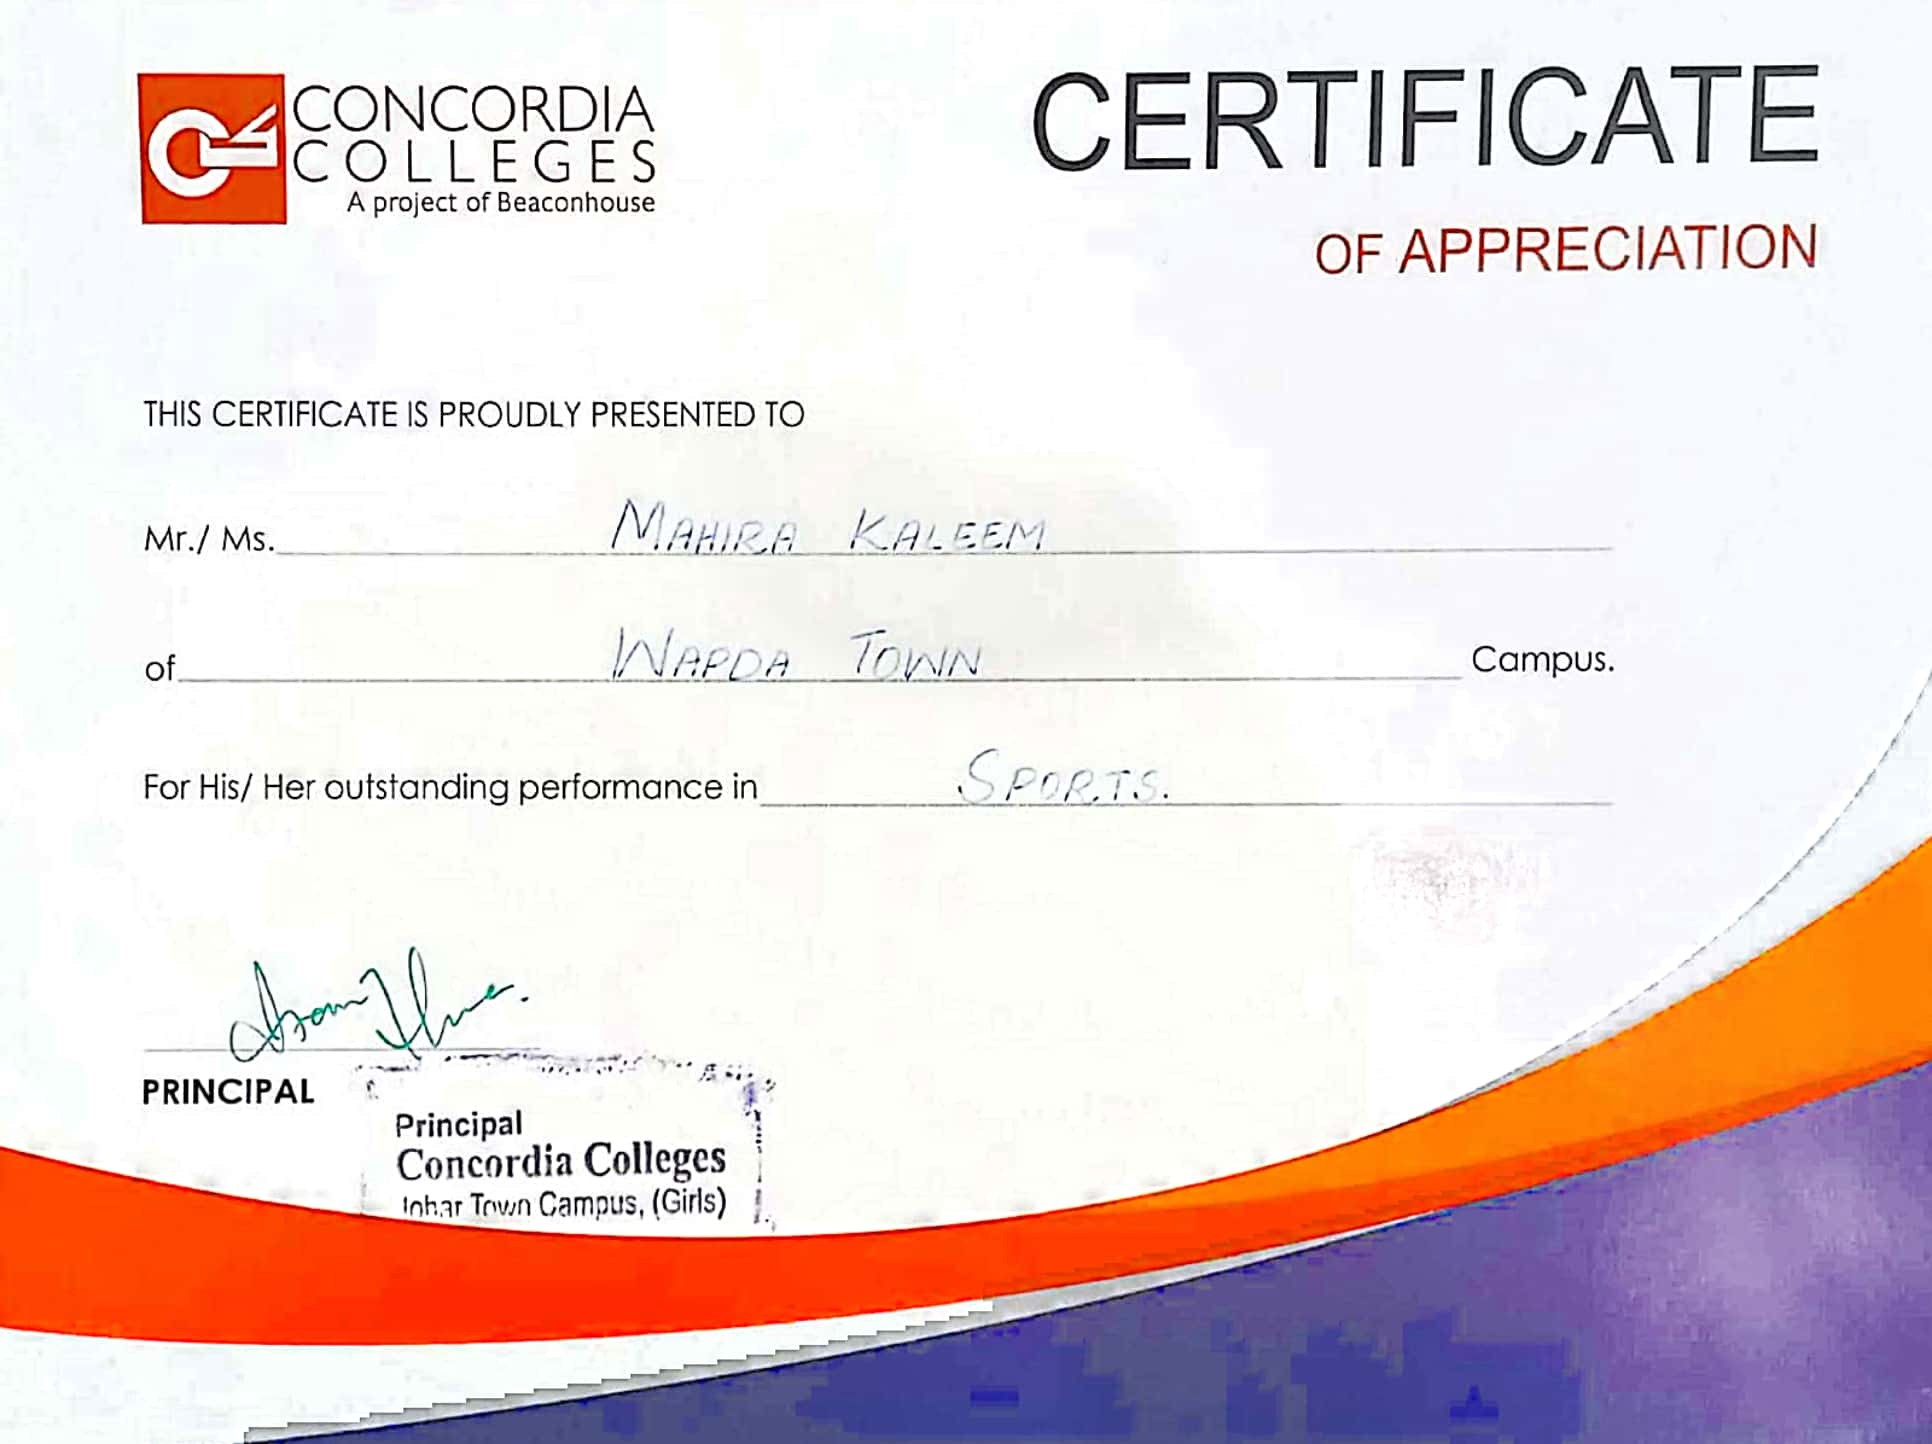 CONCORDIA
COLLEGES
A project of Beaconhouse
CERTIFICATE
OF APPRECIATION
THIS CERTIFICATE IS PROUDLY PRESENTED TO
Mr./ Ms. MAHIRA KALEEM
of WAPDA TOWN Campus.
For His/ Her outstanding performance in SPORTS.
PRINCIPAL
Principal
Concordia Colleges
Johar Town Campus, (Girls)